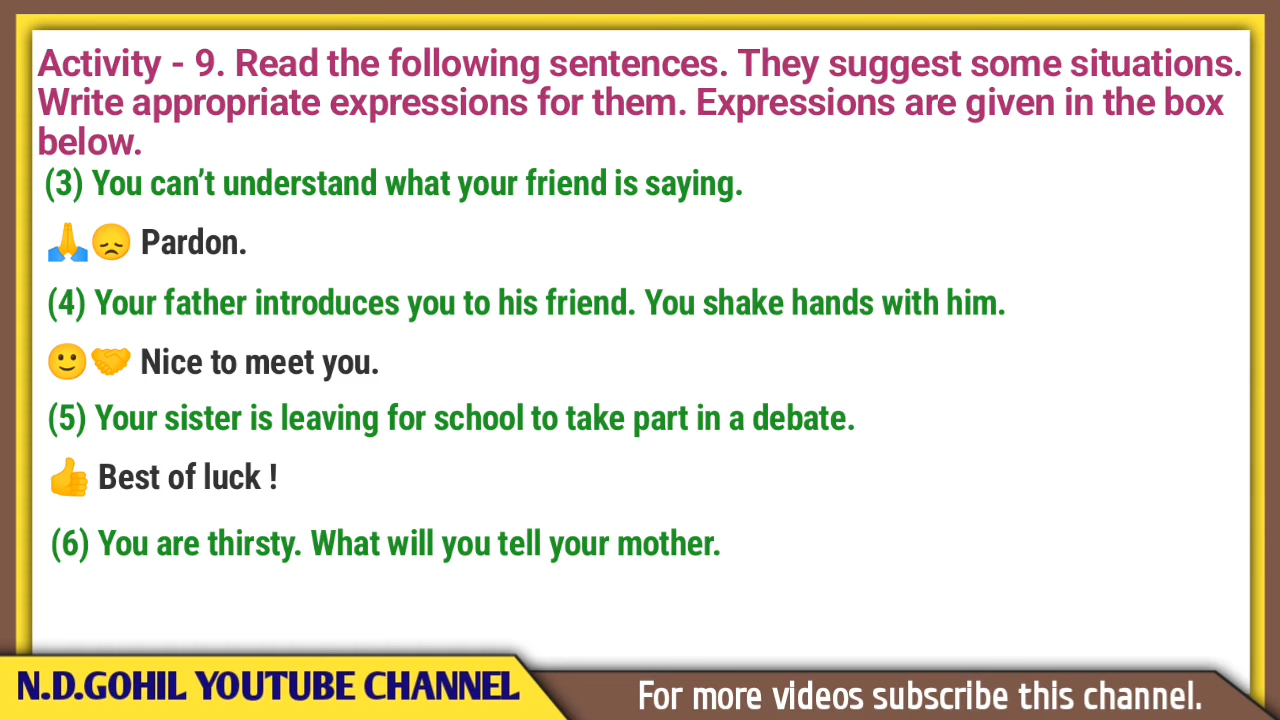 Activity - 9. Read the following sentences. They suggest some situations.
Write appropriate expressions for them. Expressions are given in the box
below.
(3) You can’t understand what your friend is saying.
🙏😞 Pardon.
(4) Your father introduces you to his friend. You shake hands with him.
🙂🤝 Nice to meet you.
(5) Your sister is leaving for school to take part in a debate.
👍 Best of luck !
(6) You are thirsty. What will you tell your mother.
N.D.GOHIL YOUTUBE CHANNEL
For more videos subscribe this channel.